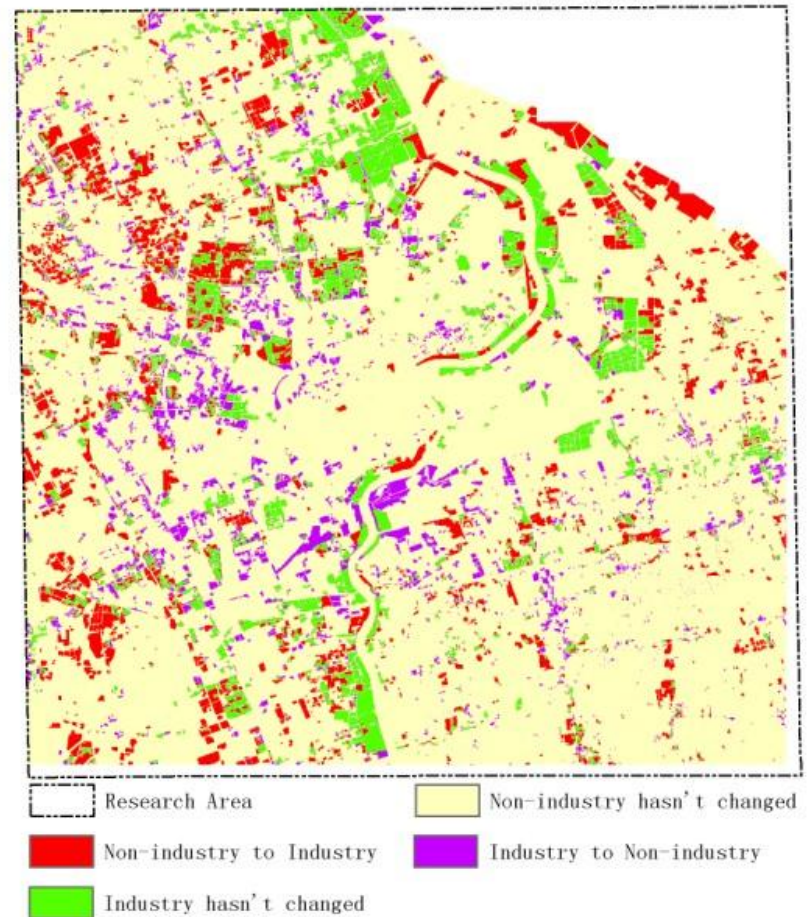 Research Area
Non-industry hasn't changed
Non-industry to Industry
Industry to Non-industry
Industry hasn't changed